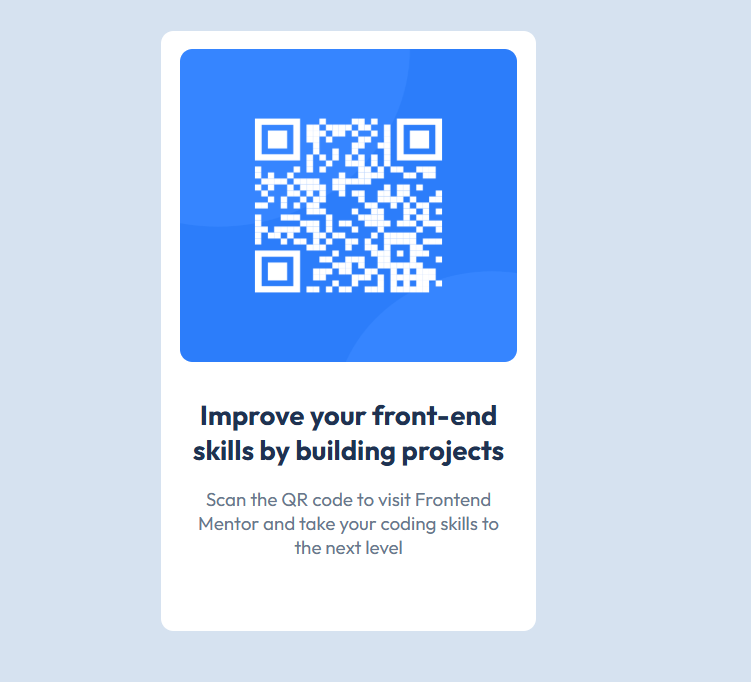 Improve your front-end
skills by building projects
Scan the QR code to visit Frontend
Mentor and take your coding skills to
the next level